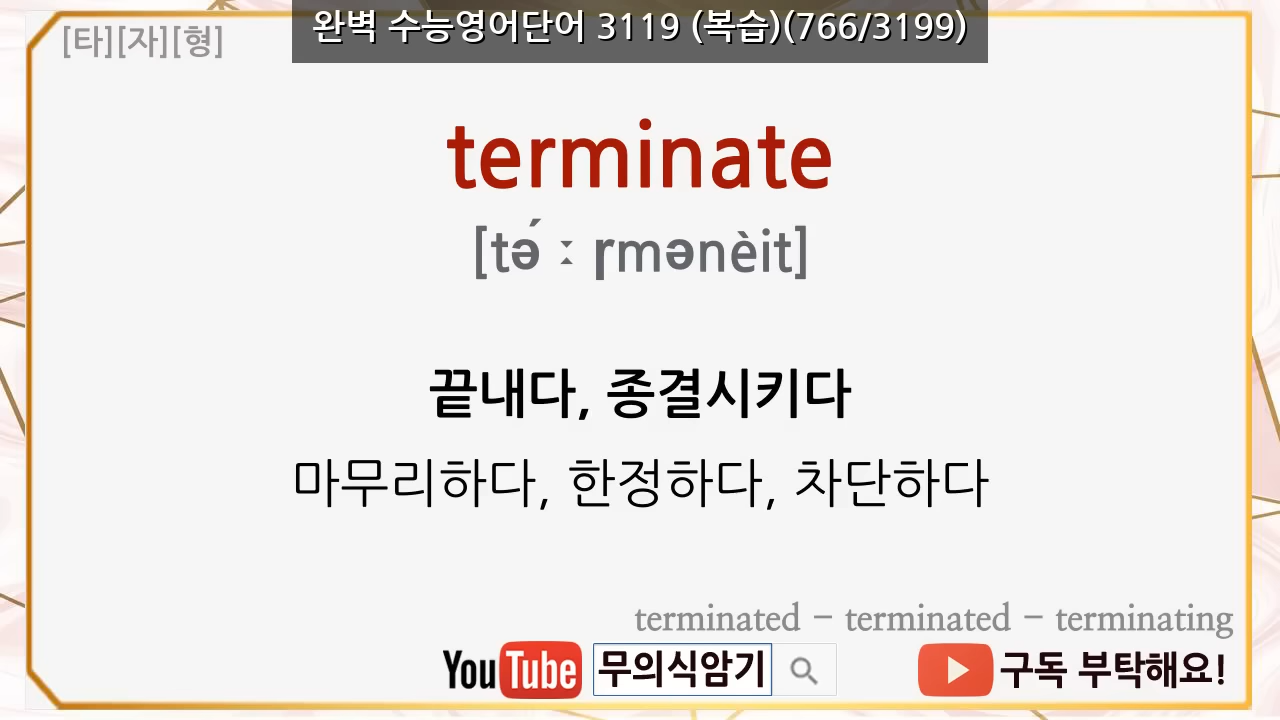 완벽 수능영어단어 3119 (복습)(766/3199)
[타][자][형]
terminate
[tə́ːɼmənèit]
끝내다, 종결시키다
마무리하다, 한정하다, 차단하다
terminated - terminated - terminating
YouTube 무의식암기 구독 부탁해요!